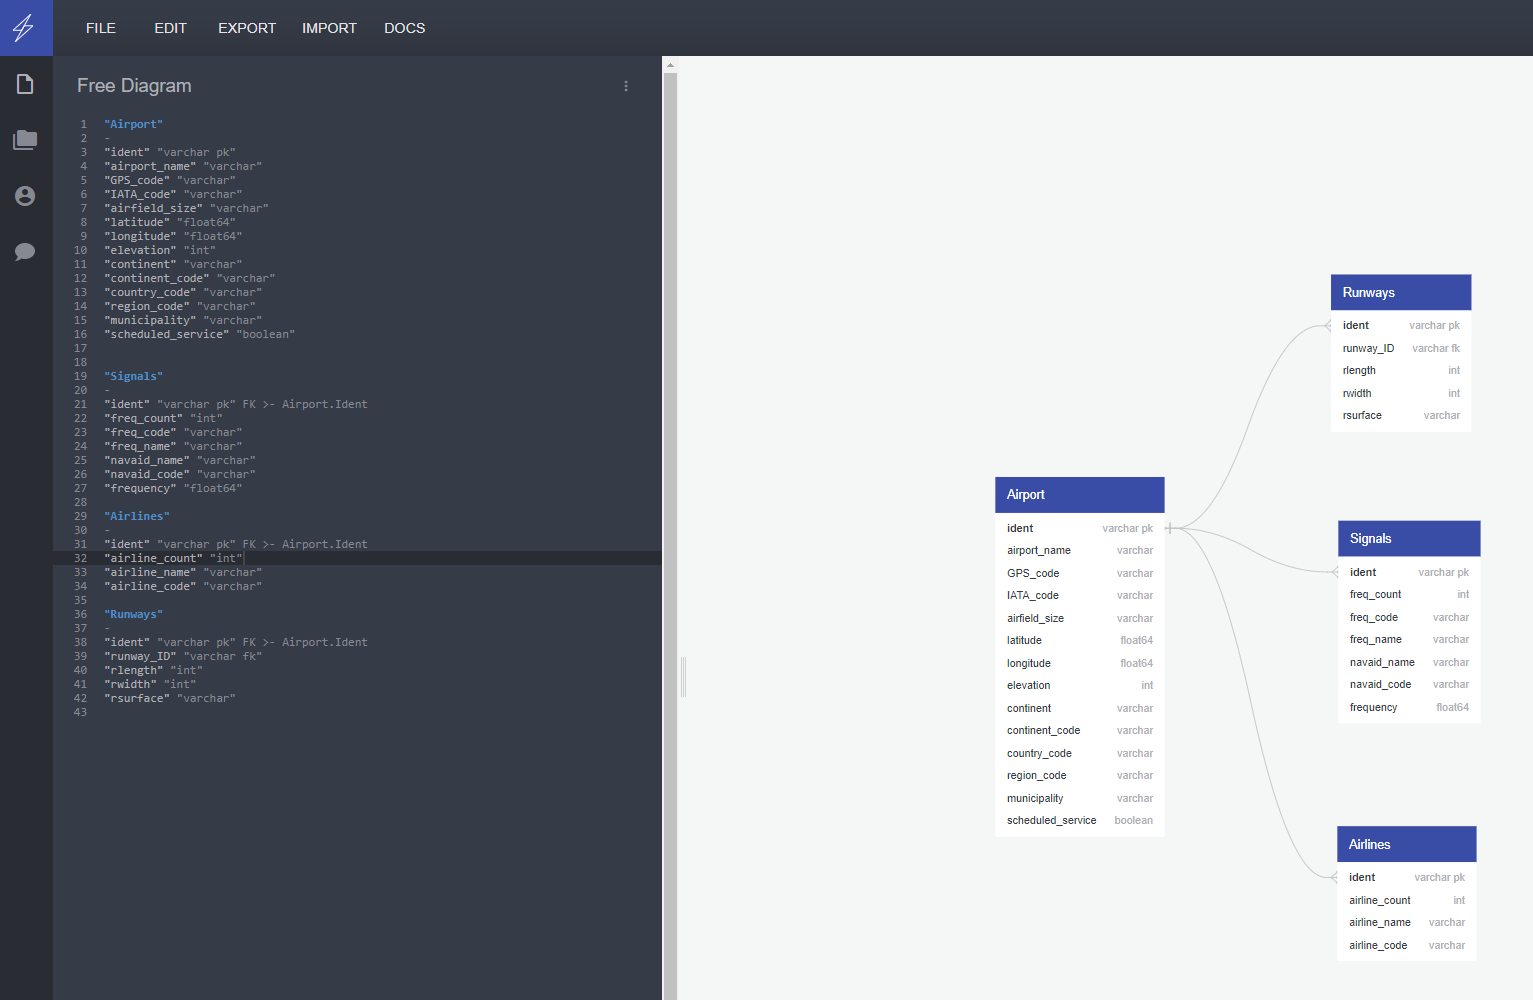 FILE EDIT EXPORT IMPORT DOCS
Free Diagram
1 "Airport"
2 -
3 "ident" "varchar pk"
4 "airport_name" "varchar"
5 "GPS_code" "varchar"
6 "IATA_code" "varchar"
7 "airfield_size" "varchar"
8 "latitude" "float64"
9 "longitude" "float64"
10 "elevation" "int"
11 "continent" "varchar"
12 "continent_code" "varchar"
13 "country_code" "varchar"
14 "region_code" "varchar"
15 "municipality" "varchar"
16 "scheduled_service" "boolean"
17
18
19 "Signals"
20 -
21 "ident" "varchar pk" FK >- Airport.Ident
22 "freq_count" "int"
23 "freq_code" "varchar"
24 "freq_name" "varchar"
25 "navaid_name" "varchar"
26 "navaid_code" "varchar"
27 "frequency" "float64"
28
29 "Airlines"
30 -
31 "ident" "varchar pk" FK >- Airport.Ident
32 "airline_count" "int"
33 "airline_name" "varchar"
34 "airline_code" "varchar"
35
36 "Runways"
37 -
38 "ident" "varchar pk" FK >- Airport.Ident
39 "runway_ID" "varchar fk"
40 "rlength" "int"
41 "rwidth" "int"
42 "rsurface" "varchar"
43
Runways
ident varchar pk
runway_ID varchar fk
rlength int
rwidth int
rsurface varchar
Airport
ident varchar pk
airport_name varchar
GPS_code varchar
IATA_code varchar
airfield_size varchar
latitude float64
longitude float64
elevation int
continent varchar
continent_code varchar
country_code varchar
region_code varchar
municipality varchar
scheduled_service boolean
Signals
ident varchar pk
freq_count int
freq_code varchar
freq_name varchar
navaid_name varchar
navaid_code varchar
frequency float64
Airlines
ident varchar pk
airline_count int
airline_name varchar
airline_code varchar